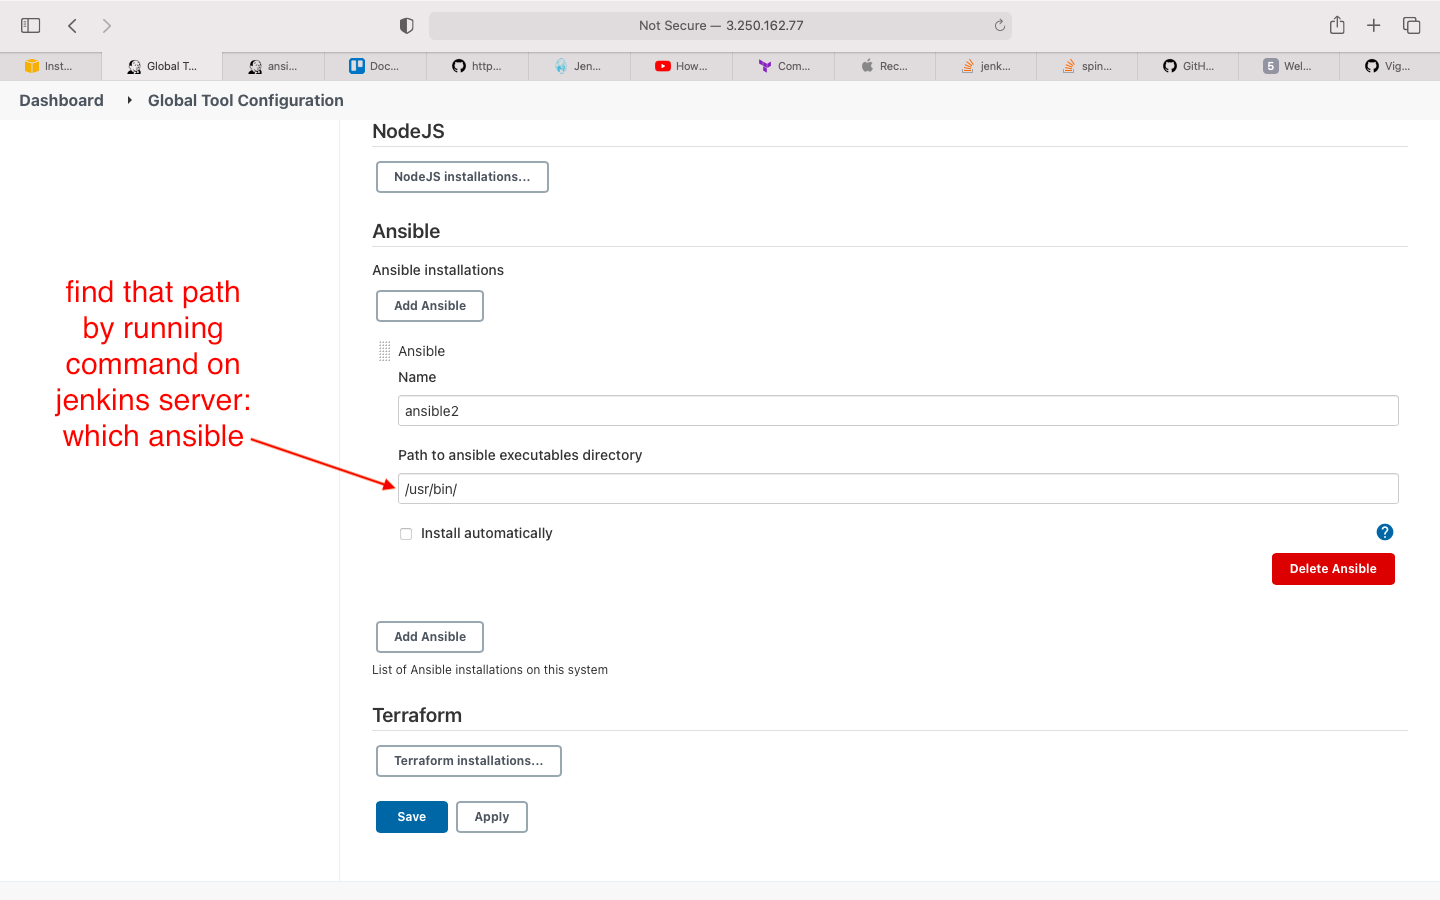 Not Secure — 3.250.162.77
Inst...
Global T...
ansi...
Doc...
http...
Jen...
How...
Com...
Rec...
jenk...
spin...
GitH...
5 Wel...
Vig...
Dashboard
Global Tool Configuration
NodeJS
NodeJS installations...
Ansible
Ansible installations
Add Ansible
find that path
by running
command on
jenkins server:
which ansible
Ansible
Name
ansible2
Path to ansible executables directory
/usr/bin/
Install automatically
?
Delete Ansible
Add Ansible
List of Ansible installations on this system
Terraform
Terraform installations...
Save
Apply